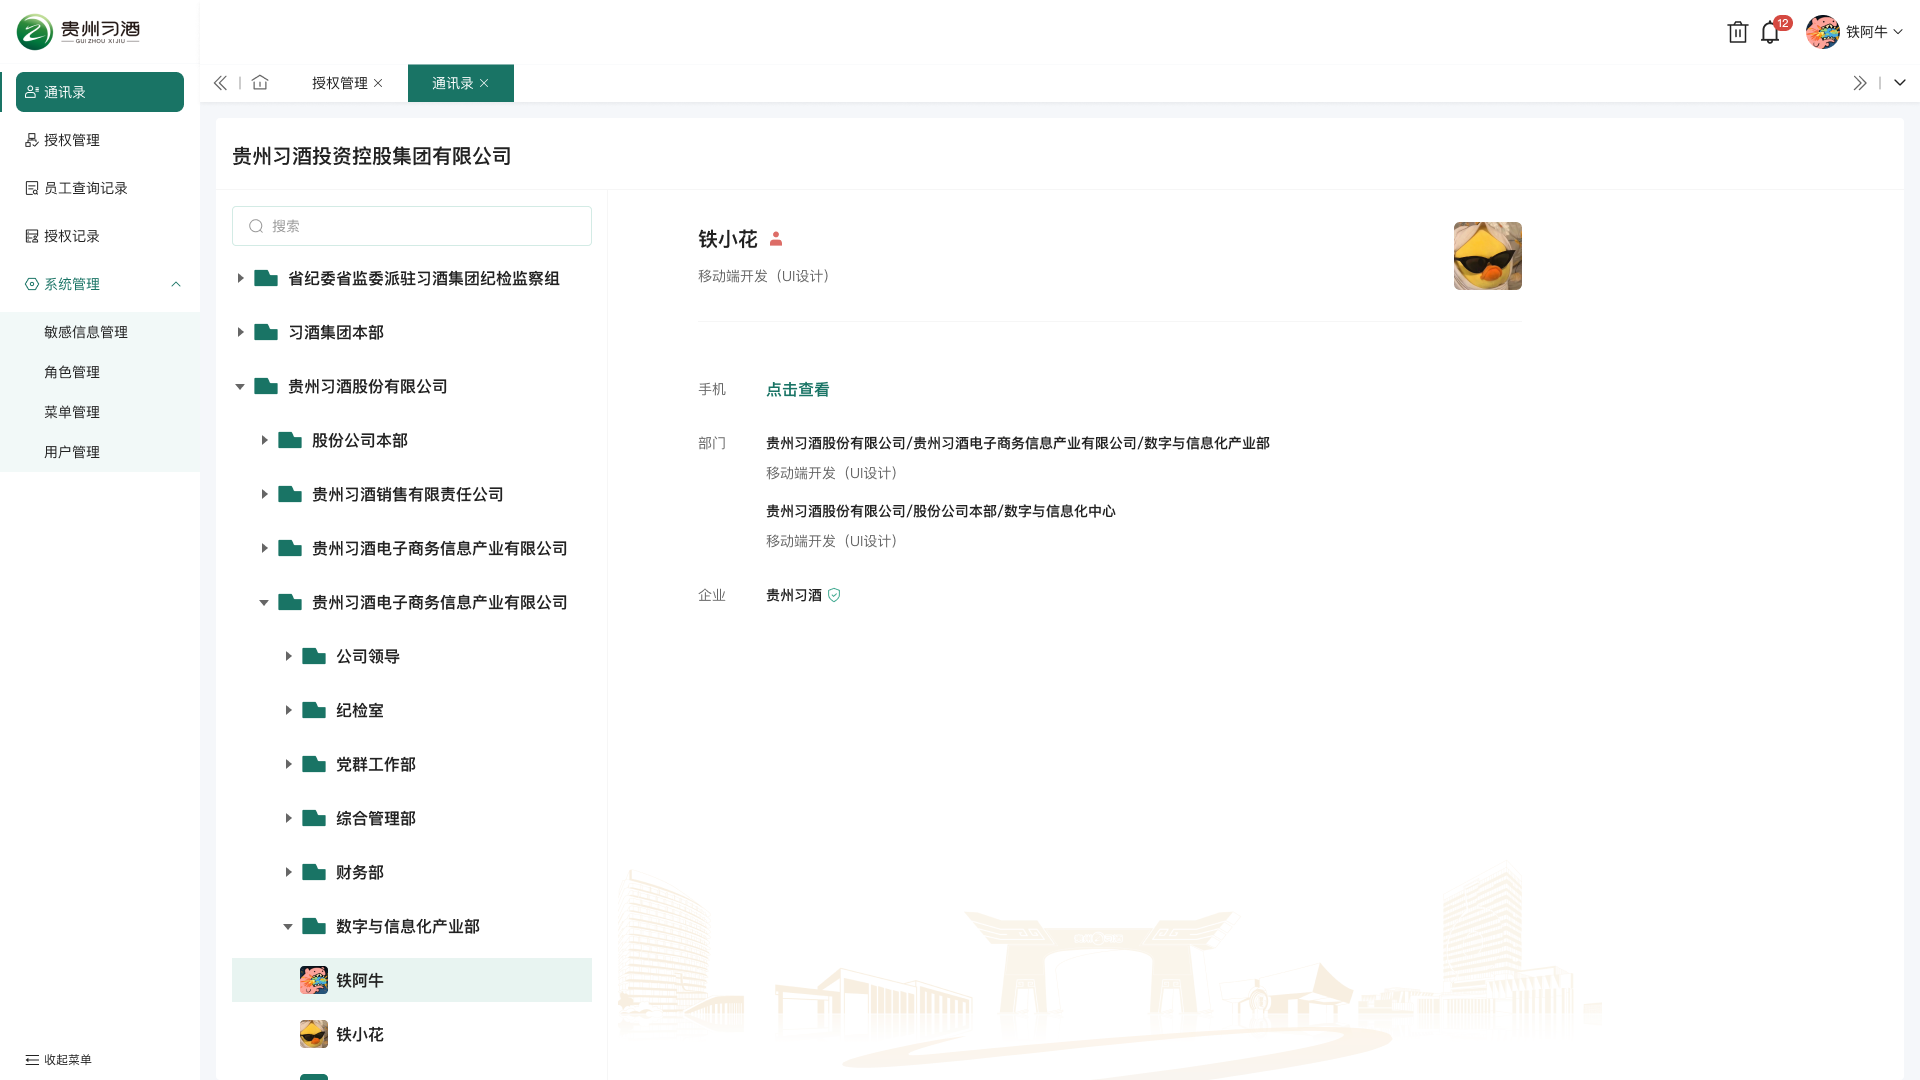 贵州习酒
GUI ZHOU XI JIU
12
铁阿牛
通讯录
授权管理
员工查询记录
授权记录
系统管理
敏感信息管理
角色管理
菜单管理
用户管理
收起菜单
授权管理
通讯录
贵州习酒投资控股集团有限公司
搜索
省纪委省监委派驻习酒集团纪检监察组
习酒集团本部
贵州习酒股份有限公司
股份公司本部
贵州习酒销售有限责任公司
贵州习酒电子商务信息产业有限公司
贵州习酒电子商务信息产业有限公司
公司领导
纪检室
党群工作部
综合管理部
财务部
数字与信息化产业部
铁阿牛
铁小花
铁小花
移动端开发（UI设计）
手机 点击查看
部门 贵州习酒股份有限公司/贵州习酒电子商务信息产业有限公司/数字与信息化产业部
移动端开发（UI设计）
贵州习酒股份有限公司/股份公司本部/数字与信息化中心
移动端开发（UI设计）
企业 贵州习酒